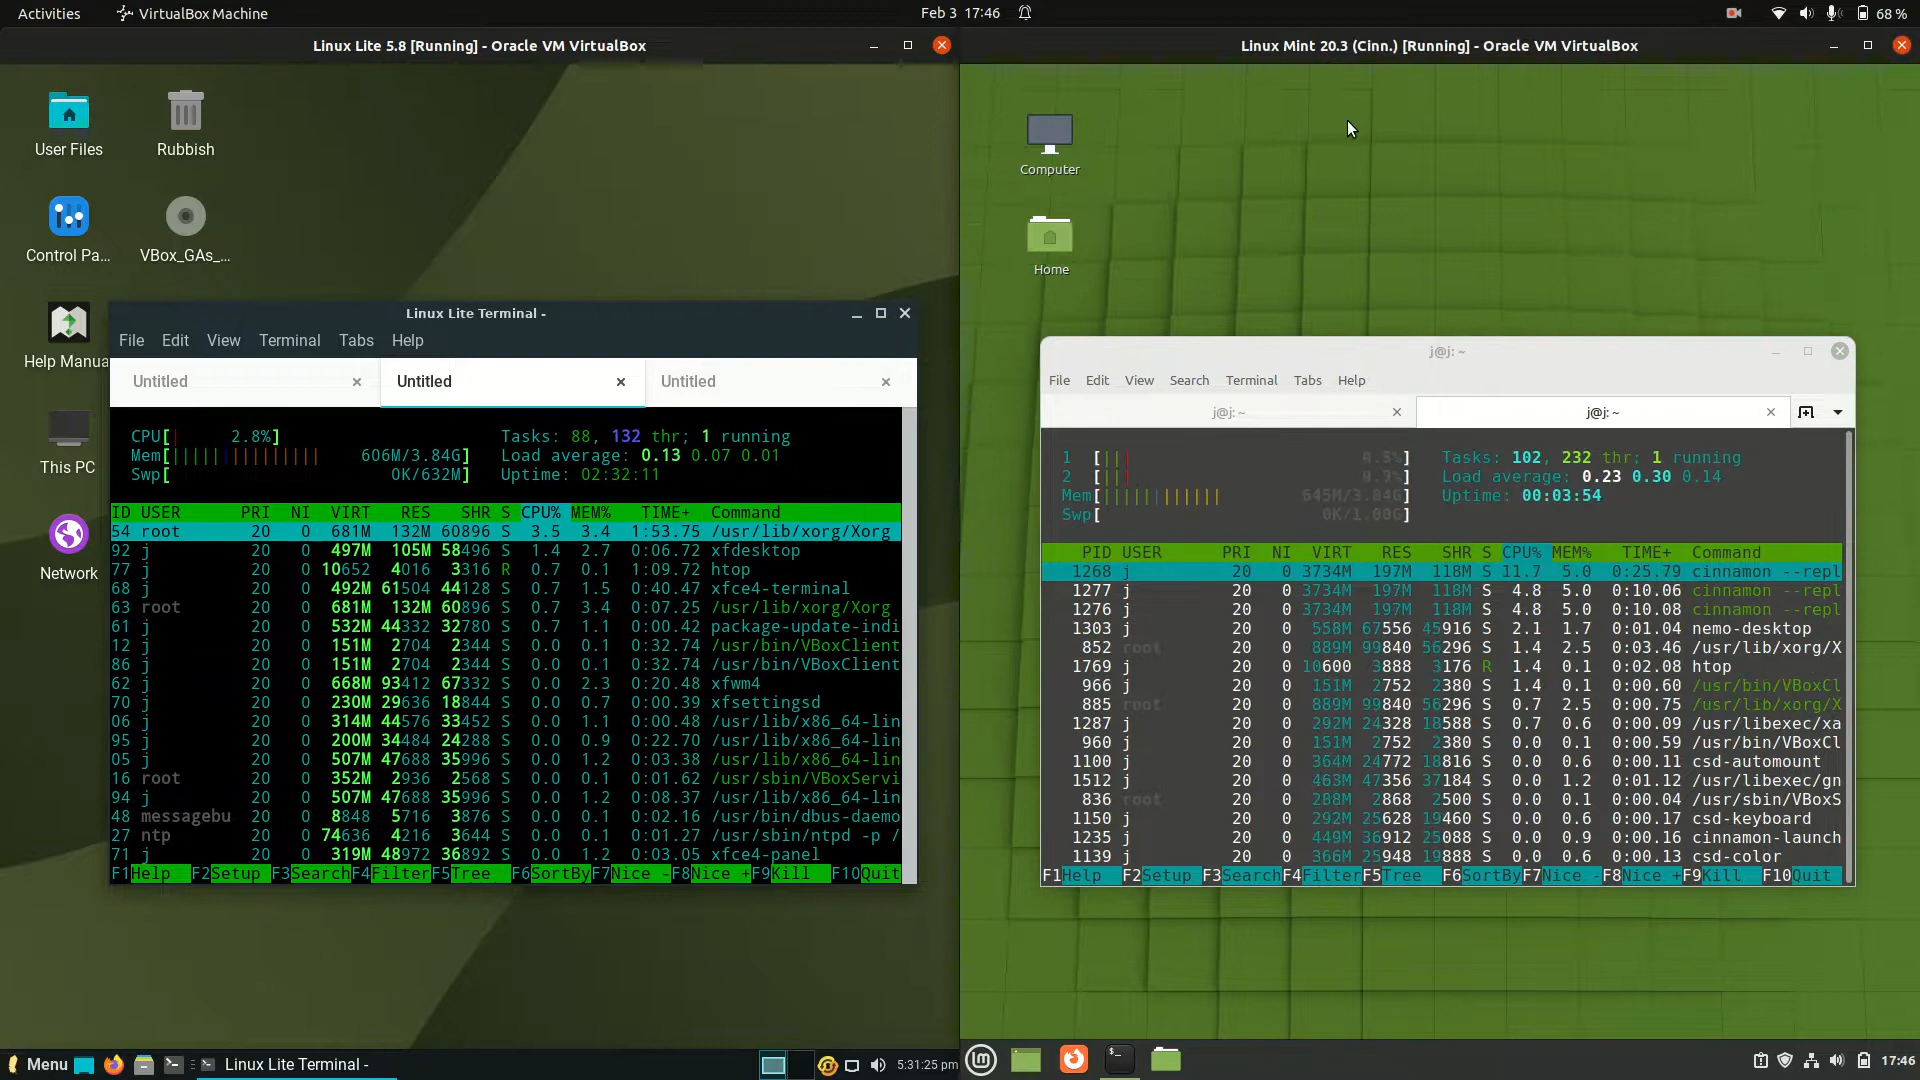 Activities VirtualBox Machine Feb 3 17:46 68 %
Linux Lite 5.8 [Running] - Oracle VM VirtualBox
User Files
Rubbish
Control Pa...
VBox_GAs_...
Help Manua
This PC
Network
Linux Lite Terminal -
File Edit View Terminal Tabs Help
Untitled Untitled Untitled
CPU[| 2.8%] Tasks: 88, 132 thr; 1 running
Mem[ 606M/3.84G] Load average: 0.13 0.07 0.01
Swp[ 0K/632M] Uptime: 02:32:11
ID USER PRI NI VIRT RES SHR S CPU% MEM% TIME+ Command
54 root 20 0 681M 132M 60896 S 3.5 3.4 1:53.75 /usr/lib/xorg/Xorg
92 j 20 0 497M 105M 58496 S 1.4 2.7 0:06.72 xfdesktop
77 j 20 0 10652 4016 3316 R 0.7 0.1 1:09.72 htop
68 j 20 0 492M 61504 44128 S 0.7 1.5 0:40.47 xfce4-terminal
63 root 20 0 681M 132M 60896 S 0.7 3.4 0:07.25 /usr/lib/xorg/Xorg
61 j 20 0 532M 44332 32780 S 0.7 1.1 0:00.42 package-update-indi
12 j 20 0 151M 2704 2344 S 0.7 0.1 0:32.74 /usr/bin/VBoxClient
86 j 20 0 151M 2704 2344 S 0.0 0.1 0:32.74 /usr/bin/VBoxClient
62 j 20 0 668M 93412 67332 S 0.0 2.3 0:20.48 xfwm4
70 j 20 0 230M 29636 18844 S 0.0 0.7 0:00.39 xfsettingsd
06 j 20 0 314M 44576 33452 S 0.0 1.1 0:00.48 /usr/lib/x86_64-lin
95 j 20 0 200M 34484 24288 S 0.0 0.9 0:22.70 /usr/lib/x86_64-lin
05 j 20 0 507M 47688 35996 S 0.0 1.2 0:03.38 /usr/lib/x86_64-lin
16 root 20 0 352M 2936 2568 S 0.0 0.1 0:01.62 /usr/sbin/VBoxServi
94 j 20 0 507M 47688 35996 S 0.0 1.2 0:08.37 /usr/lib/x86_64-lin
48 messagebu 20 0 8848 5716 3876 S 0.0 0.1 0:02.16 /usr/bin/dbus-daemo
27 ntp 20 0 74636 4216 3644 S 0.0 0.1 0:01.27 /usr/sbin/ntpd -p /
71 j 20 0 319M 48972 36892 S 0.0 1.2 0:03.05 xfce4-panel
F1Help F2Setup F3SearchF4FilterF5Tree F6SortByF7Nice -F8Nice +F9Kill F10Quit
Menu Linux Lite Terminal - 5:31:25 pm
Linux Mint 20.3 (Cinn.) [Running] - Oracle VM VirtualBox
Computer
Home
j@j: ~
File Edit View Search Terminal Tabs Help
j@j: ~ j@j: ~
1 [ ] Tasks: 102, 232 thr; 1 running
2 [ ] Load average: 0.23 0.30 0.14
Mem[ 645M/3.84G] Uptime: 00:03:54
Swp[ 0K/1.00G]
PID USER PRI NI VIRT RES SHR S CPU% MEM% TIME+ Command
1268 j 20 0 3734M 197M 118M S 11.7 5.0 0:25.79 cinnamon --repl
1277 j 20 0 3734M 197M 118M S 4.8 5.0 0:10.06 cinnamon --repl
1276 j 20 0 3734M 197M 118M S 4.8 5.0 0:10.08 cinnamon --repl
1303 j 20 0 558M 67556 45916 S 2.1 1.7 0:01.04 nemo-desktop
852 root 20 0 889M 99840 56296 S 1.4 2.5 0:03.46 /usr/lib/xorg/X
1769 j 20 0 10600 3888 3176 R 1.4 0.1 0:02.08 htop
966 j 20 0 151M 2752 2380 S 1.4 0.1 0:00.60 /usr/bin/VBoxCl
885 root 20 0 889M 99840 56296 S 0.7 2.5 0:00.75 /usr/lib/xorg/X
1287 j 20 0 292M 24328 18588 S 0.7 0.6 0:00.09 /usr/libexec/xa
960 j 20 0 151M 2752 2380 S 0.0 0.1 0:00.59 /usr/bin/VBoxCl
1100 j 20 0 364M 24772 18816 S 0.0 0.6 0:00.11 csd-automount
1512 j 20 0 463M 47356 37184 S 0.0 1.2 0:01.12 /usr/libexec/gn
836 root 20 0 288M 2868 2500 S 0.0 0.1 0:00.04 /usr/sbin/VBoxS
1150 j 20 0 292M 25628 19460 S 0.0 0.6 0:00.17 csd-keyboard
1235 j 20 0 449M 36912 25088 S 0.0 0.9 0:00.16 cinnamon-launch
1139 j 20 0 366M 25948 19888 S 0.0 0.6 0:00.13 csd-color
F1Help F2Setup F3SearchF4FilterF5Tree F6SortByF7Nice -F8Nice +F9Kill F10Quit
17:46